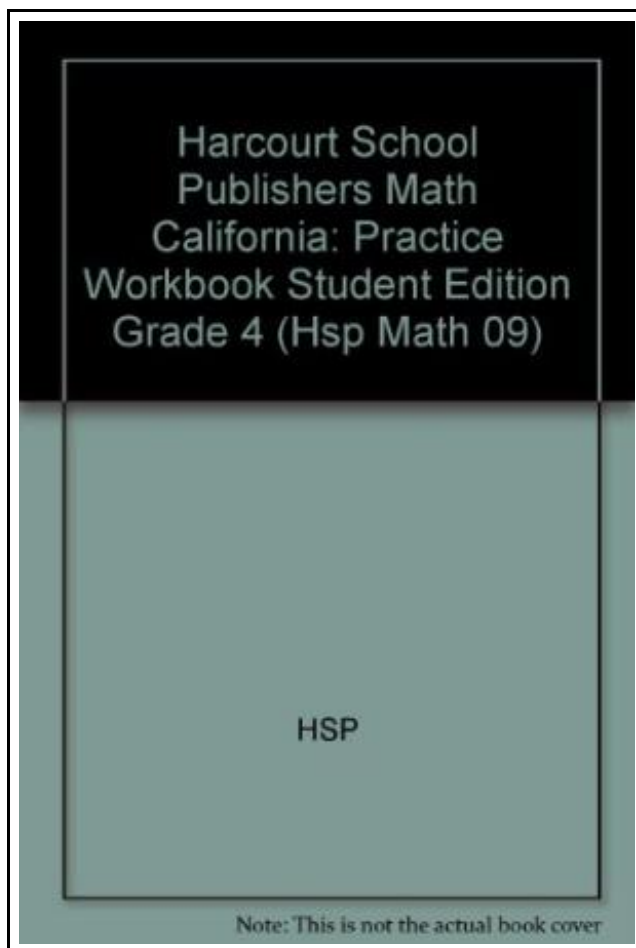 Harcourt School
Publishers Math
California: Practice
Workbook Student Edition
Grade 4 (Hsp Math 09)
HSP
Note: This is not the actual book cover